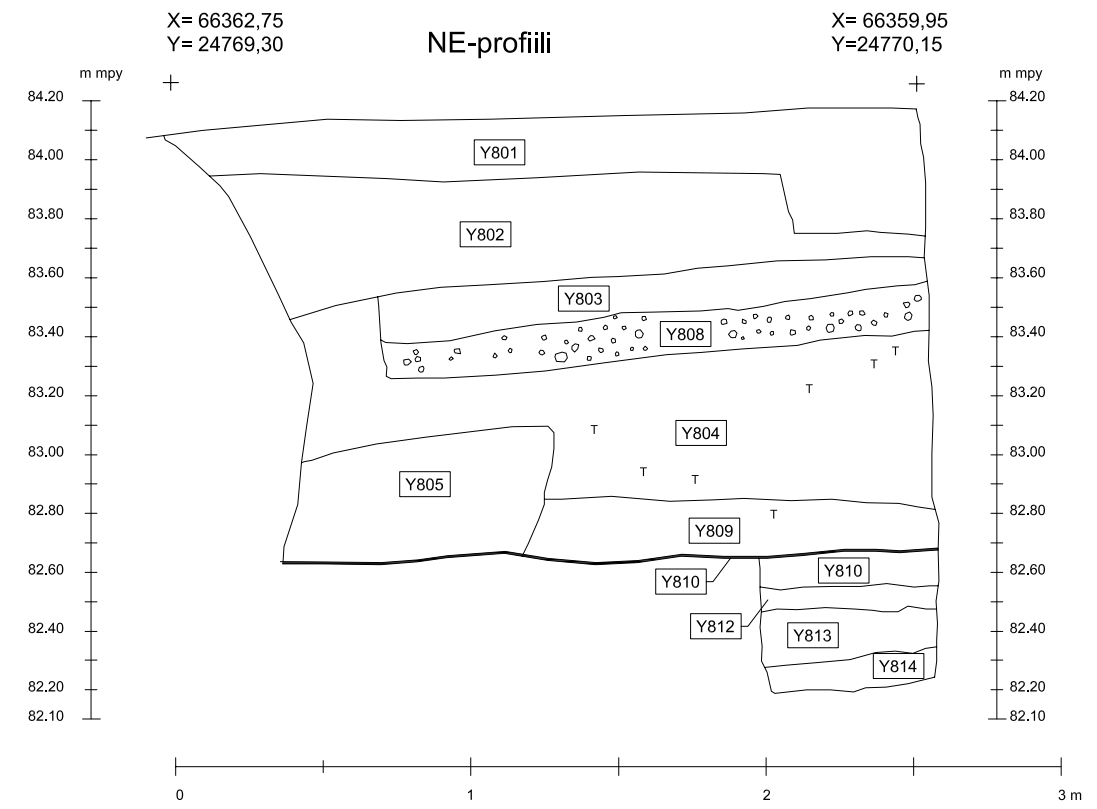 X= 66362,75
Y= 24769,30
NE-profiili
X= 66359,95
Y=24770,15
m mpy
m mpy
84.20
84.20
84.00
84.00
83.80
83.80
83.60
83.60
83.40
83.40
83.20
83.20
83.00
83.00
82.80
82.80
82.60
82.60
82.40
82.40
82.20
82.20
82.10
82.10
Y801
Y802
Y803
Y808
T
T
T
T
Y804
T
T
Y805
T
Y809
Y810
Y810
Y812
Y813
Y814
0 1 2 3 m